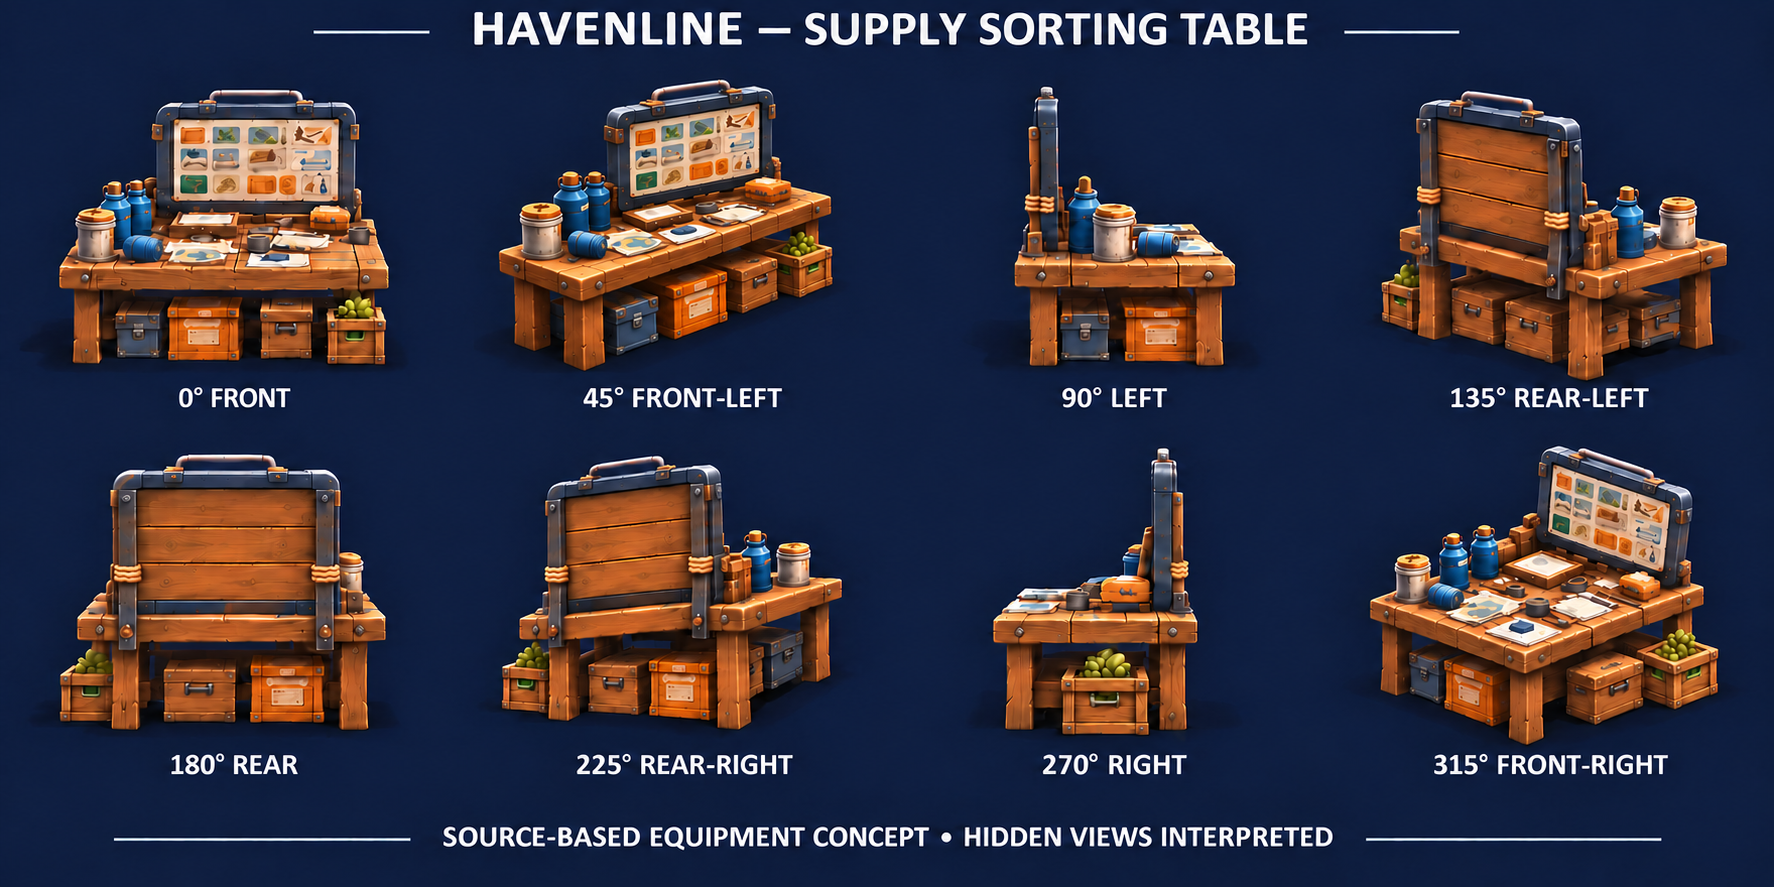 HAVENLINE – SUPPLY SORTING TABLE
0° FRONT
45° FRONT-LEFT
90° LEFT
135° REAR-LEFT
180° REAR
225° REAR-RIGHT
270° RIGHT
315° FRONT-RIGHT
SOURCE-BASED EQUIPMENT CONCEPT • HIDDEN VIEWS INTERPRETED